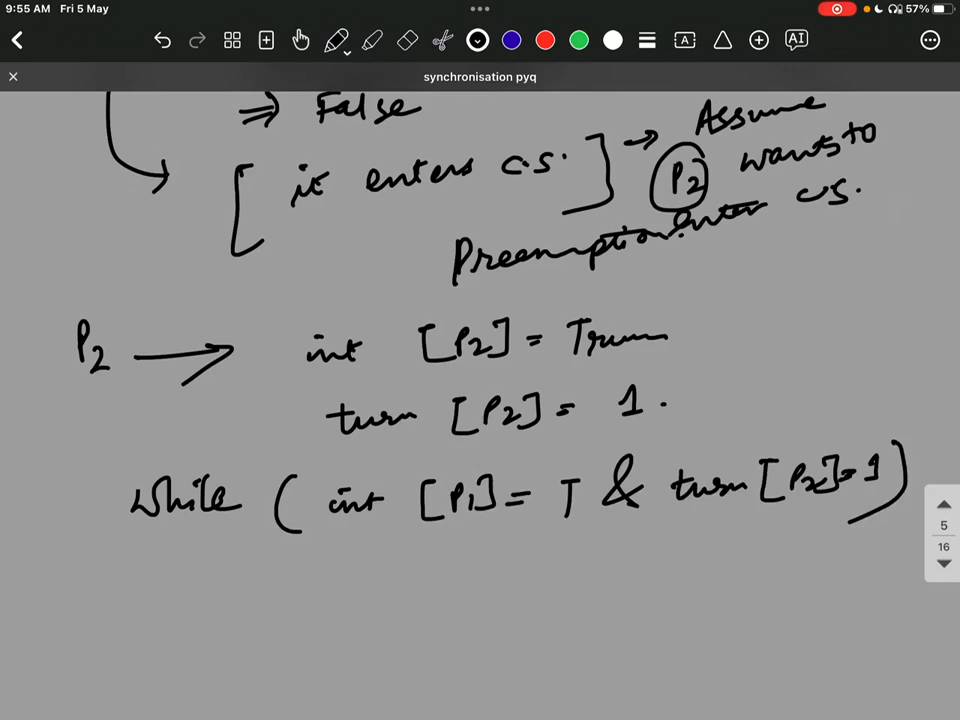 9:55 AM Fri 5 May
57%
synchronisation pyq
⇒ False
[ it enters c.s. ] → Assume
P2 wants to
Preemption enter cs.
P2 → int [P2] = True
turn [P2] = 1.
while ( int [P1] = T & turn [P2] = 1 )
5
16